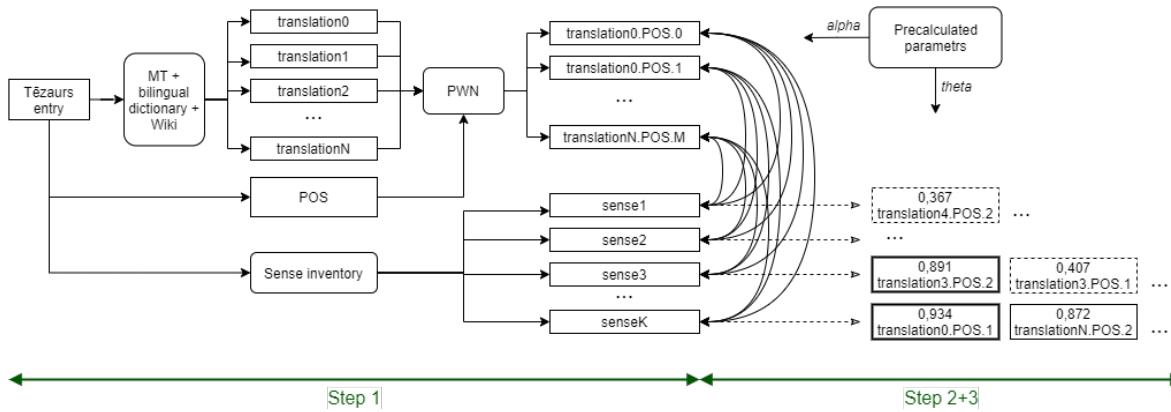 Tēzaurs
entry
MT +
bilingual
dictionary +
Wiki
translation0
translation1
translation2
...
translationN
POS
Sense inventory
PWN
translation0.POS.0
translation0.POS.1
...
translationN.POS.M
sense1
sense2
sense3
...
senseK
alpha
Precalculated
parametrs
theta
0,367
translation4.POS.2
...
...
0,891
translation3.POS.2
0,407
translation3.POS.1
...
0,934
translation0.POS.1
0,872
translationN.POS.2
...
Step 1
Step 2+3